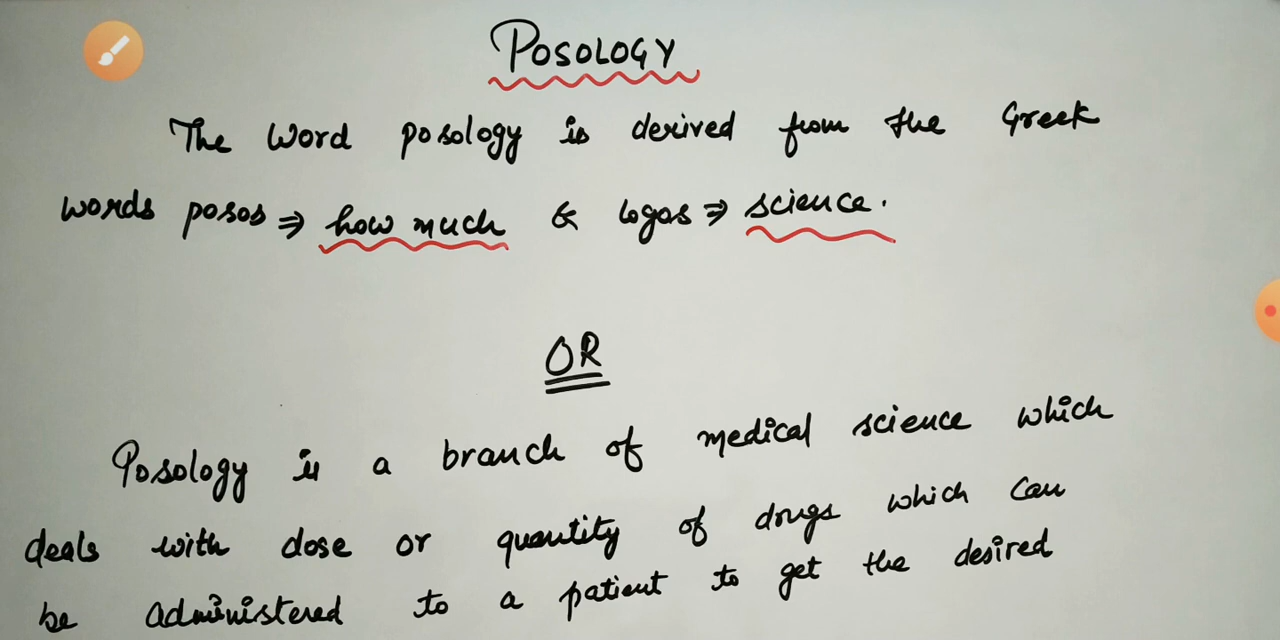 POSOLOGY
The Word posology is derived from the Greek
words posos ⇒ how much & logos ⇒ science.
OR
Posology is a branch of medical science which
deals with dose or quantity of drugs which can
be administered to a patient to get the desired